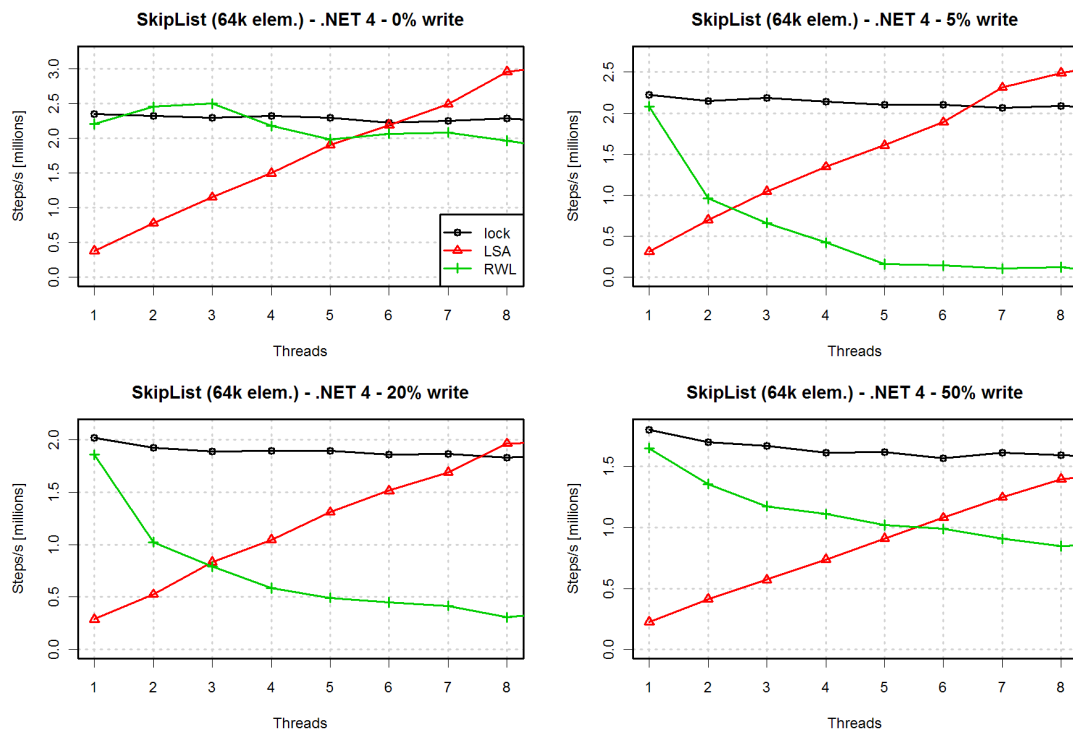 SkipList (64k elem.) - .NET 4 - 0% write
Steps/s [millions]
3.0
2.5
2.0
1.5
1.0
0.5
0.0
lock
LSA
RWL
1 2 3 4 5 6 7 8
Threads
SkipList (64k elem.) - .NET 4 - 5% write
Steps/s [millions]
2.5
2.0
1.5
1.0
0.5
0.0
1 2 3 4 5 6 7 8
Threads
SkipList (64k elem.) - .NET 4 - 20% write
Steps/s [millions]
2.0
1.5
1.0
0.5
0.0
1 2 3 4 5 6 7 8
Threads
SkipList (64k elem.) - .NET 4 - 50% write
Steps/s [millions]
1.5
1.0
0.5
0.0
1 2 3 4 5 6 7 8
Threads